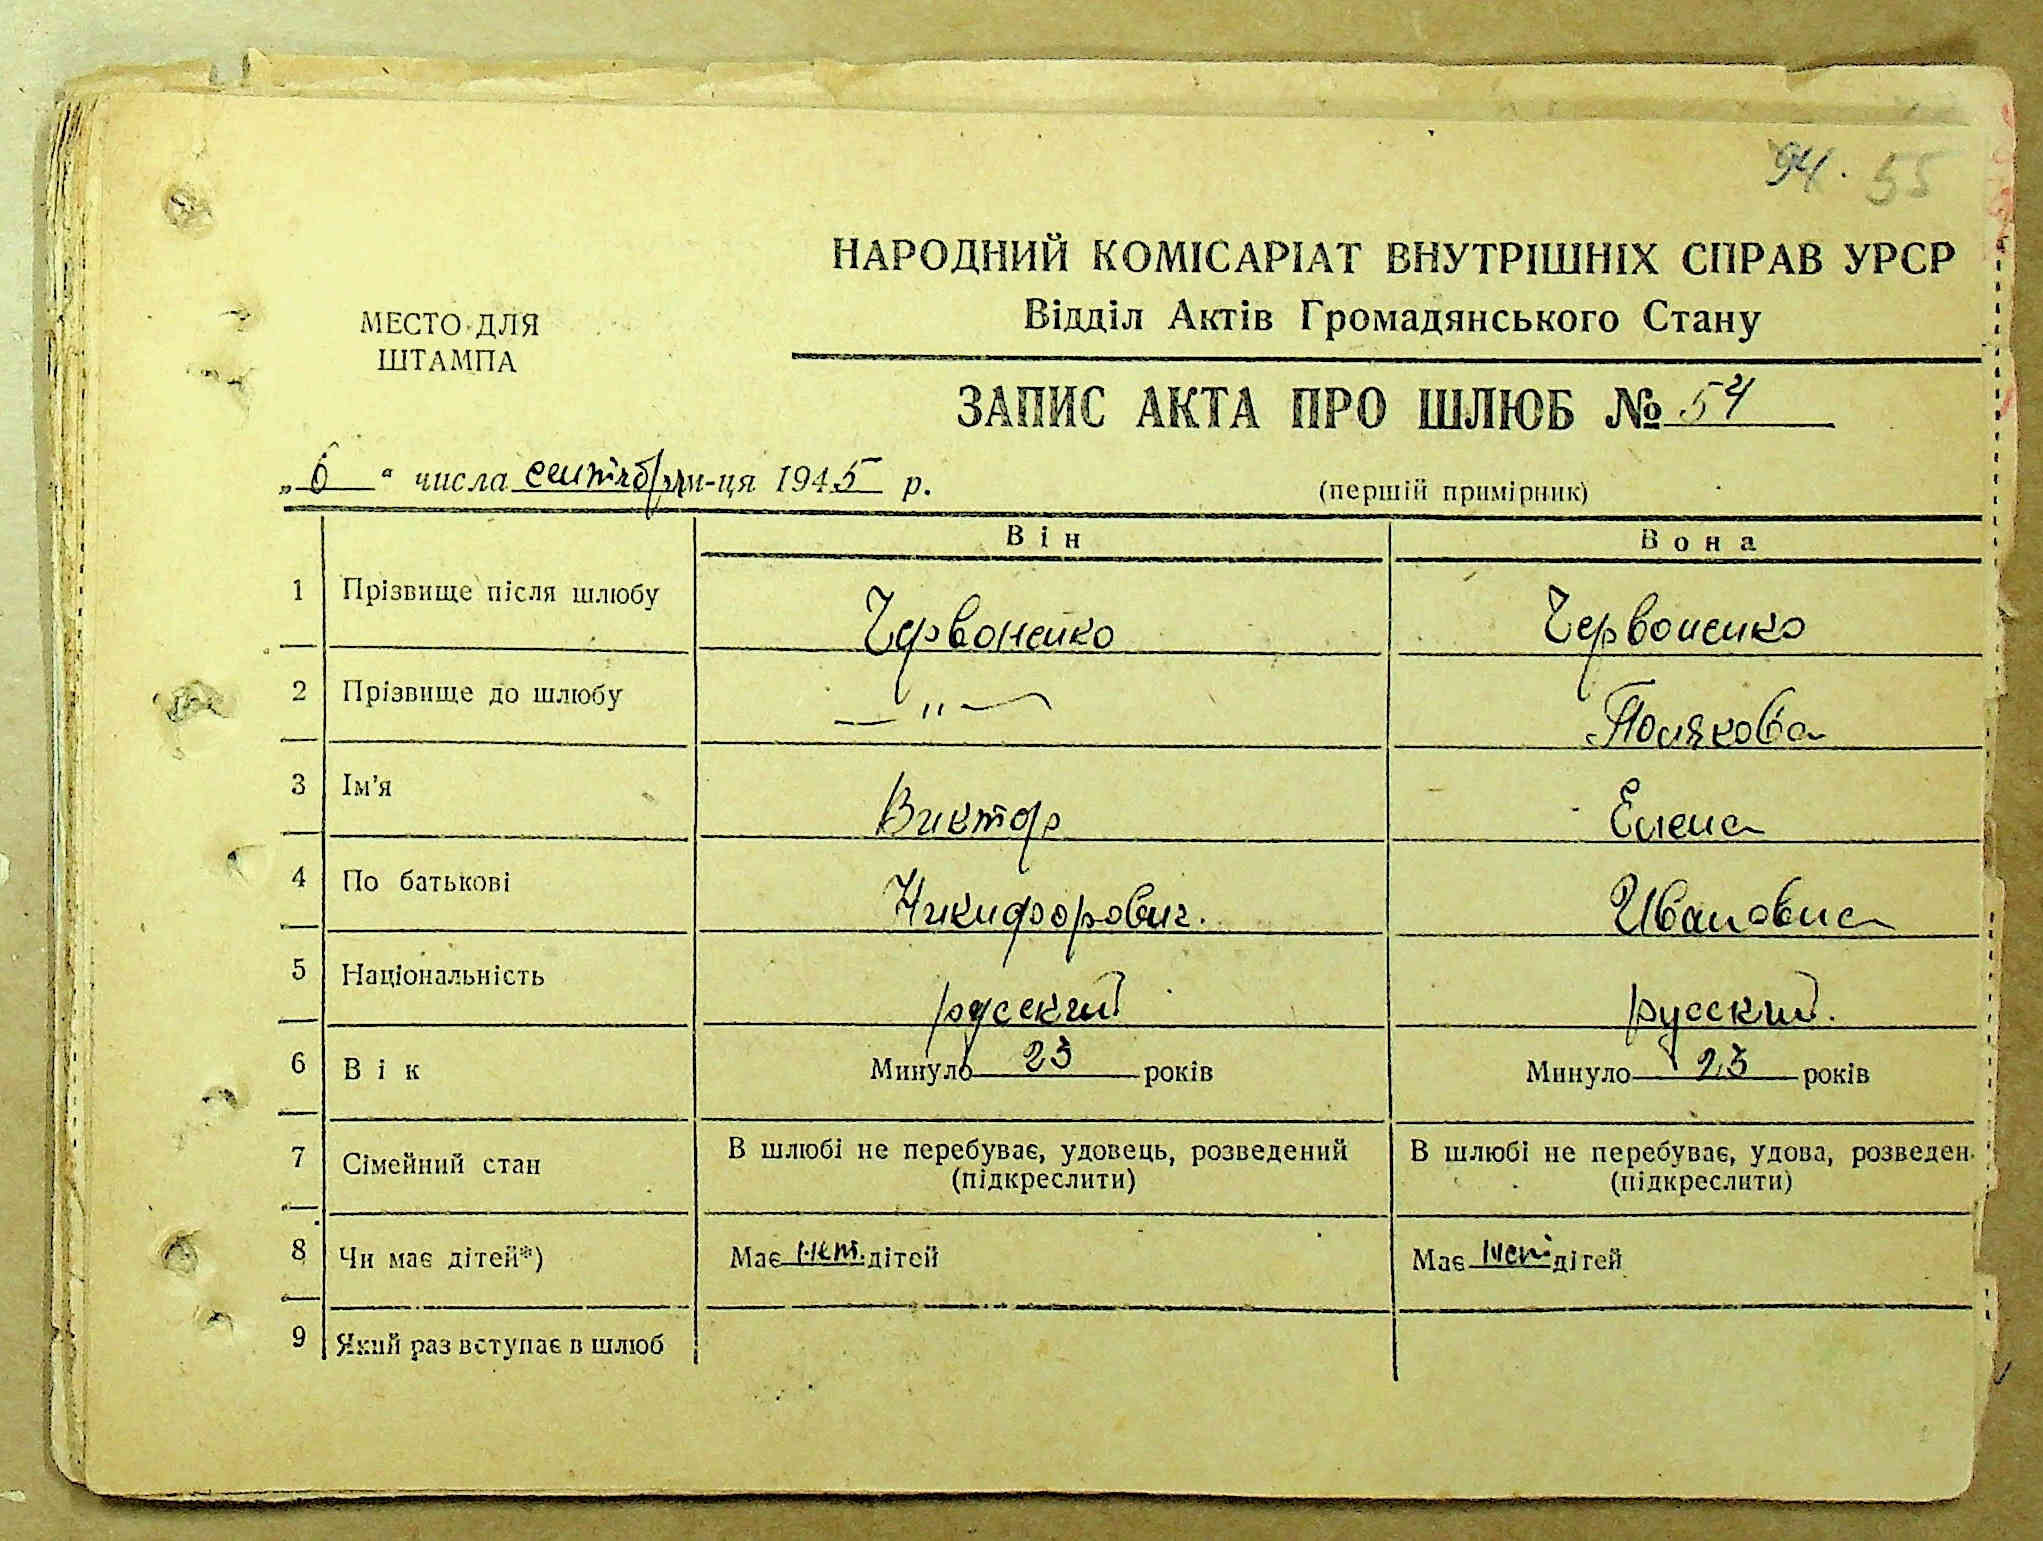 94. 55
НАРОДНИЙ КОМІСАРІАТ ВНУТРІШНІХ СПРАВ УРСР
Відділ Актів Громадянського Стану
МЕСТО ДЛЯ
ШТАМПА
ЗАПИС АКТА ПРО ШЛЮБ № 54
„6“ числа сентября м-ця 1945 р.
(першій примірник)
Він Вона
1 Прізвище після шлюбу Червоненко Червоненко
2 Прізвище до шлюбу — " — Полякова
3 Ім'я Виктор Елена
4 По батькові Никифорович. Ивановна
5 Національність русский русский.
6 Вік Минуло 23 років Минуло 23 років
7 Сімейний стан В шлюбі не перебуває, удовець, розведений В шлюбі не перебуває, удова, розведен
(підкреслити) (підкреслити)
8 Чи має дітей*) Має нет. дітей Має нет дітей
9 Який раз вступає в шлюб